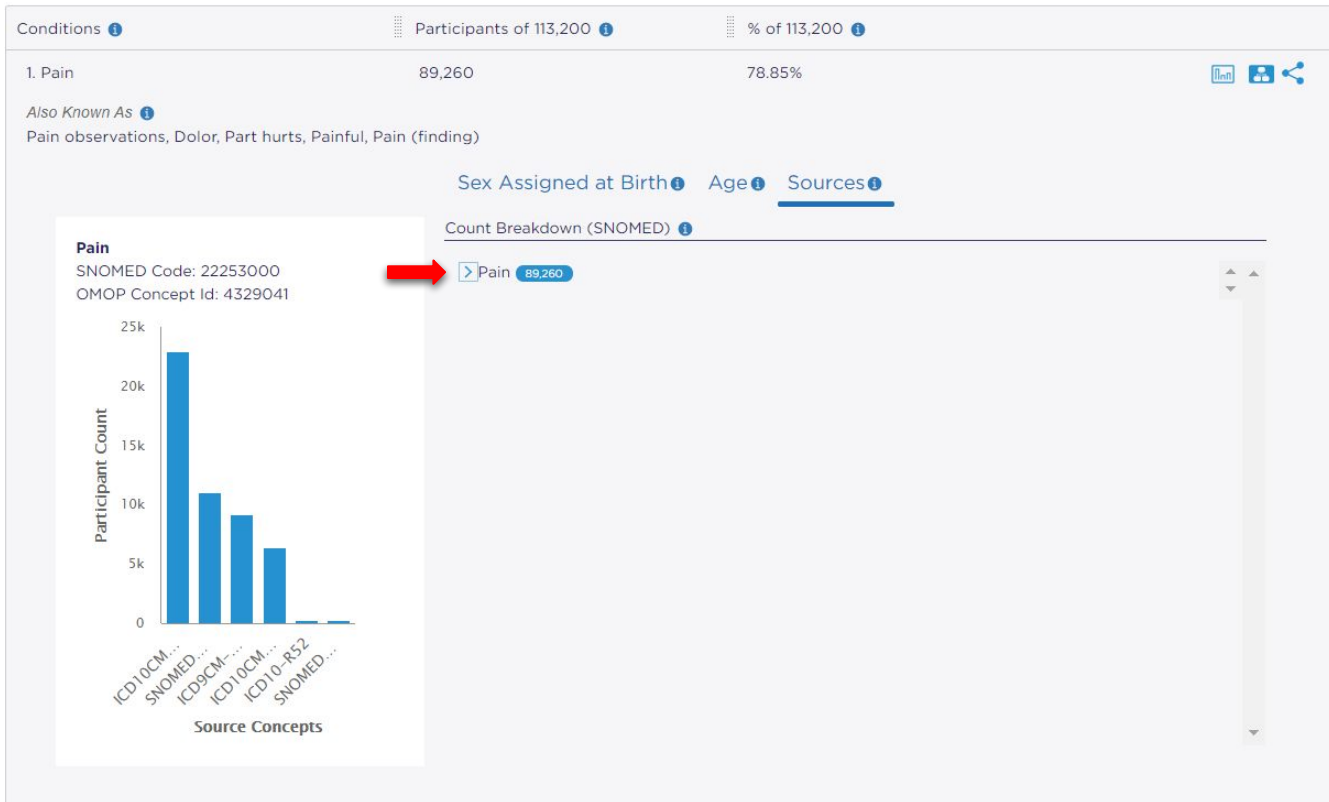 Conditions Participants of 113,200 % of 113,200
1. Pain 89,260 78.85%
Also Known As
Pain observations, Dolor, Part hurts, Painful, Pain (finding)
Sex Assigned at Birth Age Sources
Count Breakdown (SNOMED)
Pain 89,260
Pain
SNOMED Code: 22253000
OMOP Concept Id: 4329041
25k
20k
15k
10k
5k
0
Participant Count
ICD10CM...
SNOMED...
ICD9CM-...
ICD10CM...
ICD10-R52
SNOMED...
Source Concepts